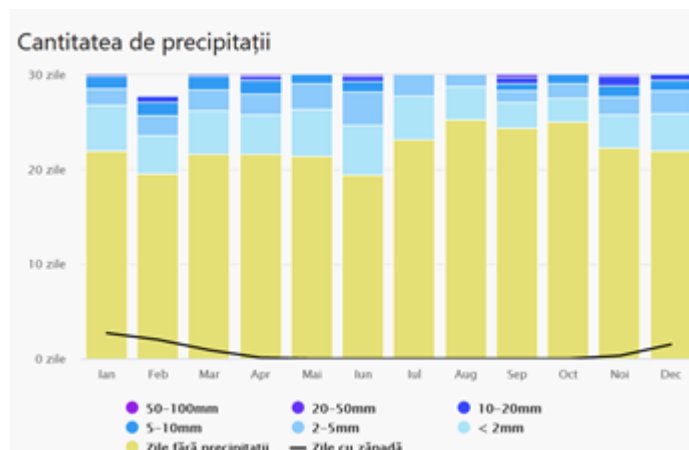 Cantitatea de precipitații
30 zile
20 zile
10 zile
0 zile
Ian Feb Mar Apr Mai Iun Iul Aug Sep Oct Noi Dec
50-100mm 20-50mm 10-20mm
5-10mm 2-5mm < 2mm
Zile fără precipitații Zile cu zăpadă